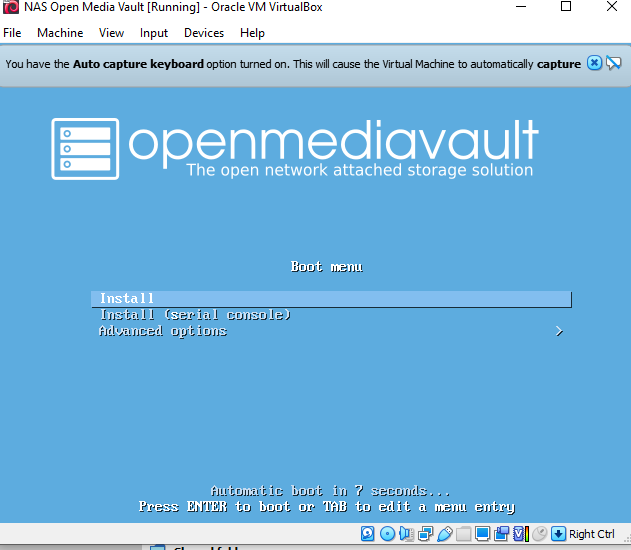 NAS Open Media Vault [Running] - Oracle VM VirtualBox
File Machine View Input Devices Help
You have the Auto capture keyboard option turned on. This will cause the Virtual Machine to automatically capture
openmediavault
The open network attached storage solution
Boot menu
Install
Install (serial console)
Advanced options >
Automatic boot in 7 seconds...
Press ENTER to boot or TAB to edit a menu entry
Right Ctrl